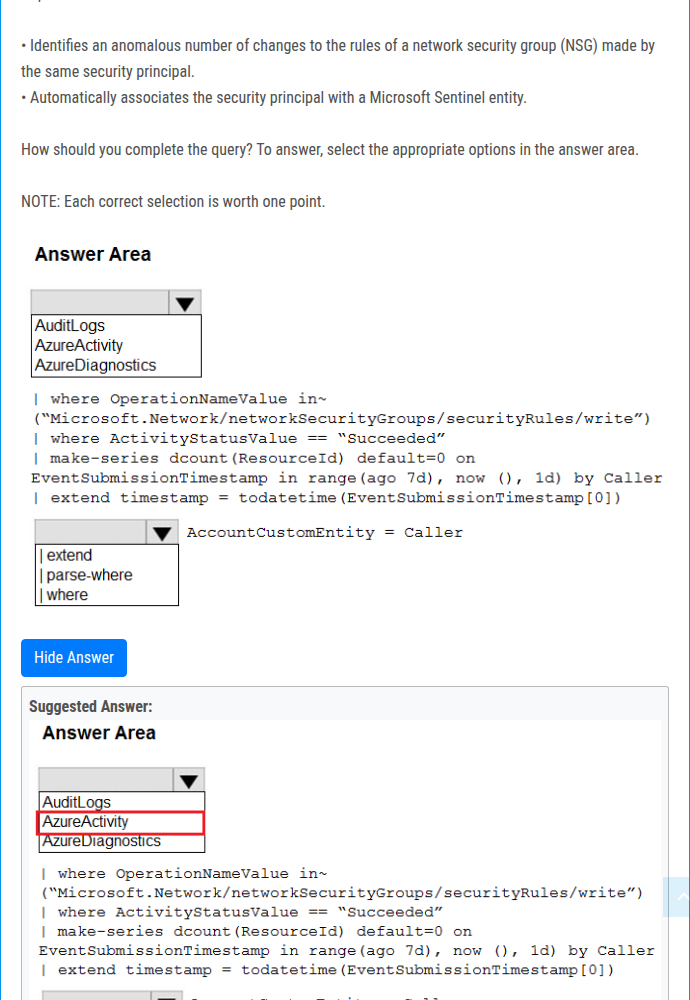 • Identifies an anomalous number of changes to the rules of a network security group (NSG) made by
the same security principal.
• Automatically associates the security principal with a Microsoft Sentinel entity.
How should you complete the query? To answer, select the appropriate options in the answer area.
NOTE: Each correct selection is worth one point.
Answer Area
AuditLogs
AzureActivity
AzureDiagnostics
| where OperationNameValue in~
(“Microsoft.Network/networkSecurityGroups/securityRules/write”)
| where ActivityStatusValue == “Succeeded”
| make-series dcount(ResourceId) default=0 on
EventSubmissionTimestamp in range(ago 7d), now (), 1d) by Caller
| extend timestamp = todatetime(EventSubmissionTimestamp[0])
AccountCustomEntity = Caller
| extend
| parse-where
| where
Hide Answer
Suggested Answer:
Answer Area
AuditLogs
AzureActivity
AzureDiagnostics
| where OperationNameValue in~
(“Microsoft.Network/networkSecurityGroups/securityRules/write”)
| where ActivityStatusValue == “Succeeded”
| make-series dcount(ResourceId) default=0 on
EventSubmissionTimestamp in range(ago 7d), now (), 1d) by Caller
| extend timestamp = todatetime(EventSubmissionTimestamp[0])